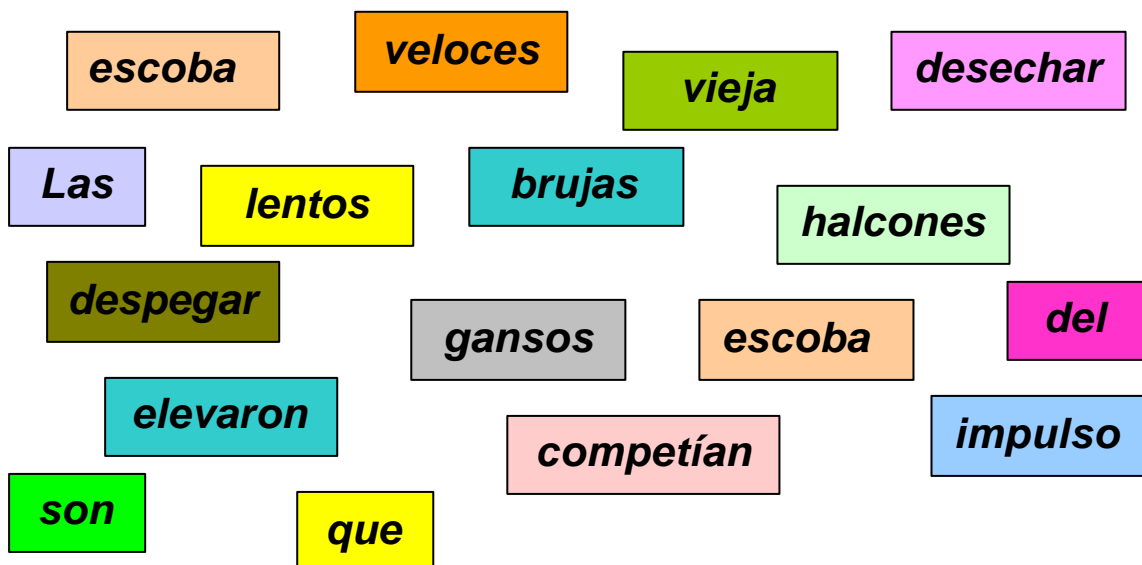 escoba
veloces
vieja
desechar
Las
lentos
brujas
halcones
despegar
gansos
escoba
del
elevaron
competían
impulso
son
que